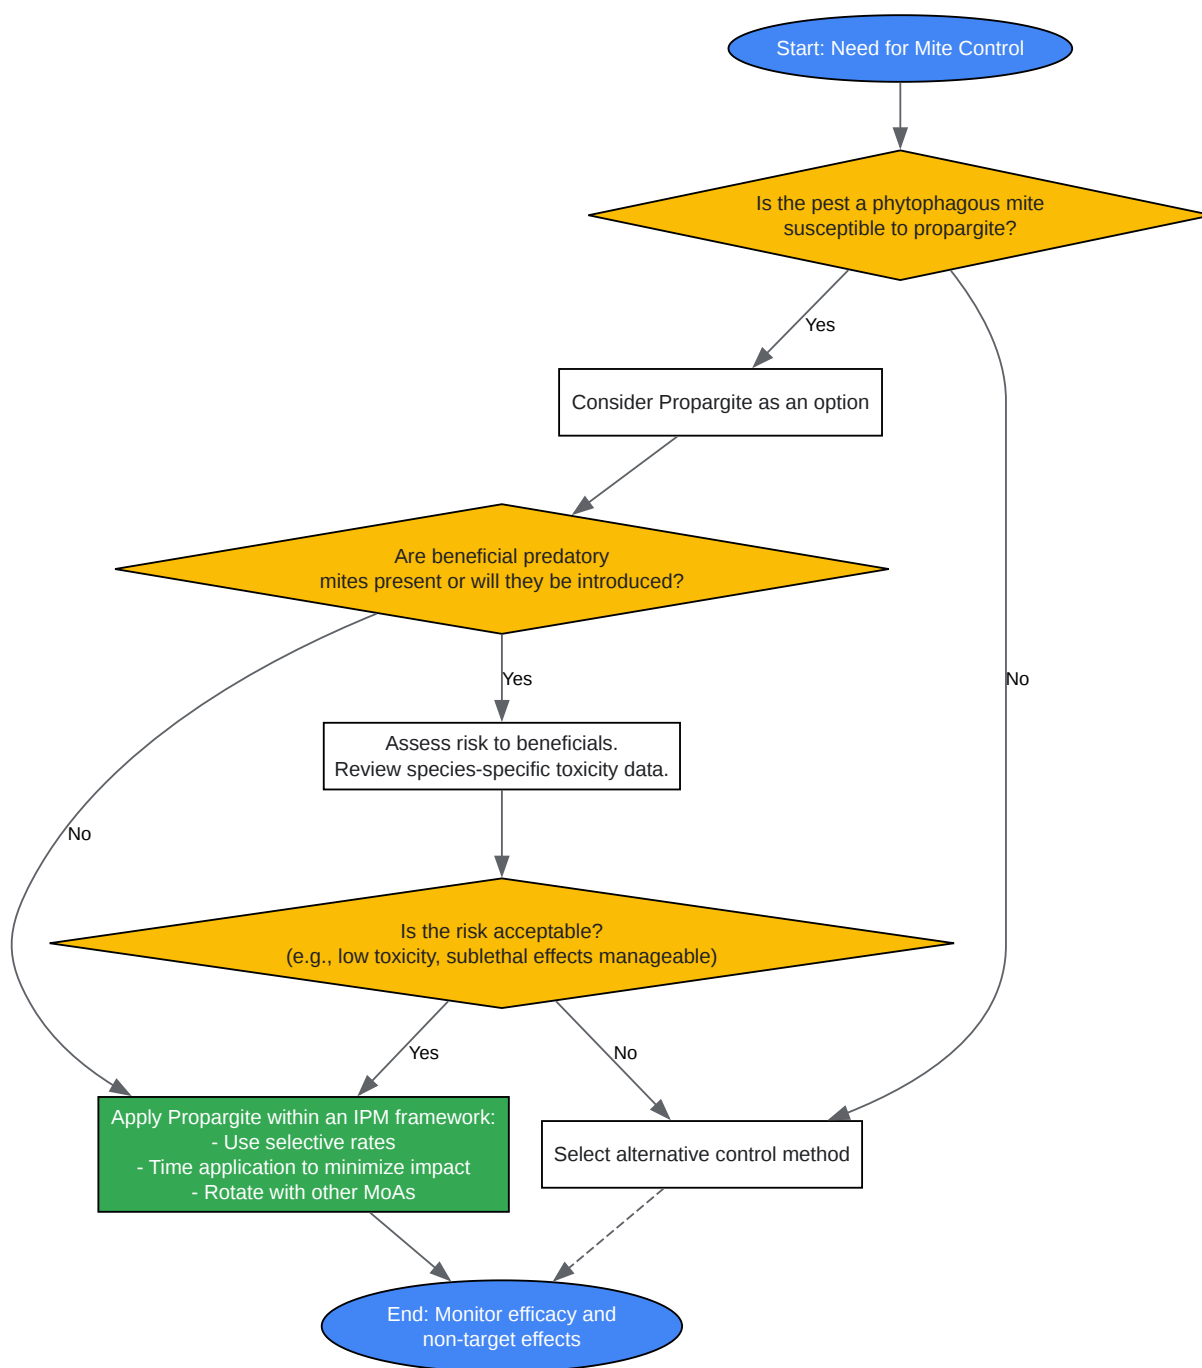 Start: Need for Mite Control
Is the pest a phytophagous mite
susceptible to propargite?
Yes
Consider Propargite as an option
Are beneficial predatory
mites present or will they be introduced?
Yes
No
Assess risk to beneficials.
Review species-specific toxicity data.
No
Is the risk acceptable?
(e.g., low toxicity, sublethal effects manageable)
Yes
No
Apply Propargite within an IPM framework:
- Use selective rates
- Time application to minimize impact
- Rotate with other MoAs
Select alternative control method
End: Monitor efficacy and
non-target effects